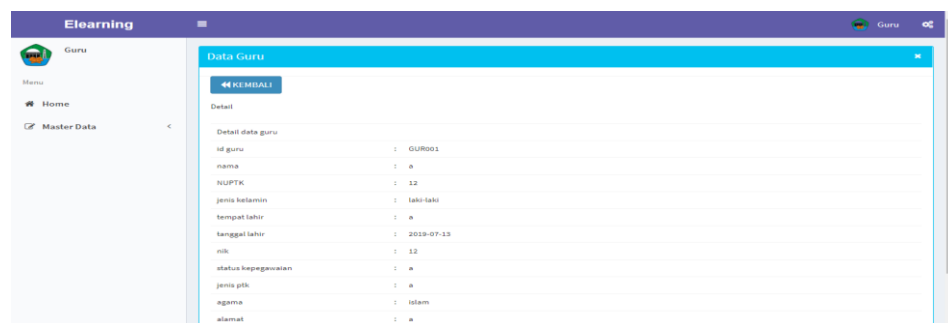 Elearning
Guru
Guru
Menu
Home
Master Data <
Data Guru
KEMBALI
Detail
Detail data guru
id guru : GUR001
nama : a
NUPTK : 12
jenis kelamin : laki-laki
tempat lahir : a
tanggal lahir : 2019-07-13
nik : 12
status kepegawaian : a
jenis ptk : a
agama : islam
alamat : a